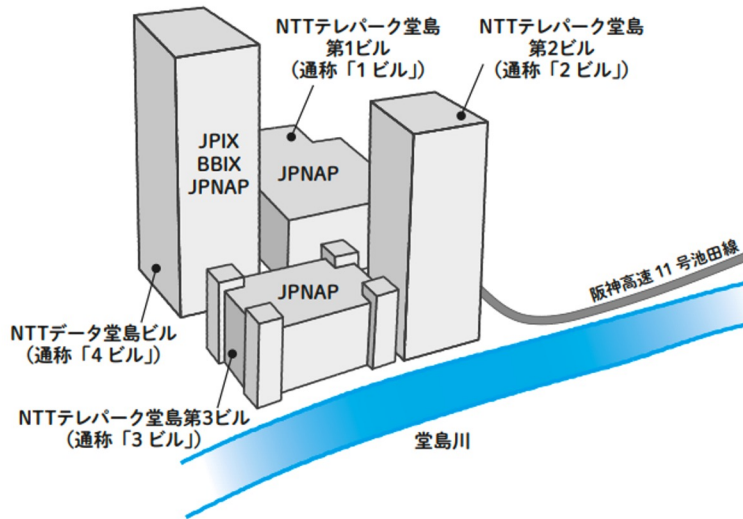 NTTテレパーク堂島
第1ビル
（通称「1 ビル」）
NTTテレパーク堂島
第2ビル
（通称「2 ビル」）
JPIX
BBIX
JPNAP
JPNAP
JPNAP
阪神高速 11 号池田線
NTTデータ堂島ビル
（通称「4 ビル」）
NTTテレパーク堂島第3ビル
（通称「3 ビル」）
堂島川